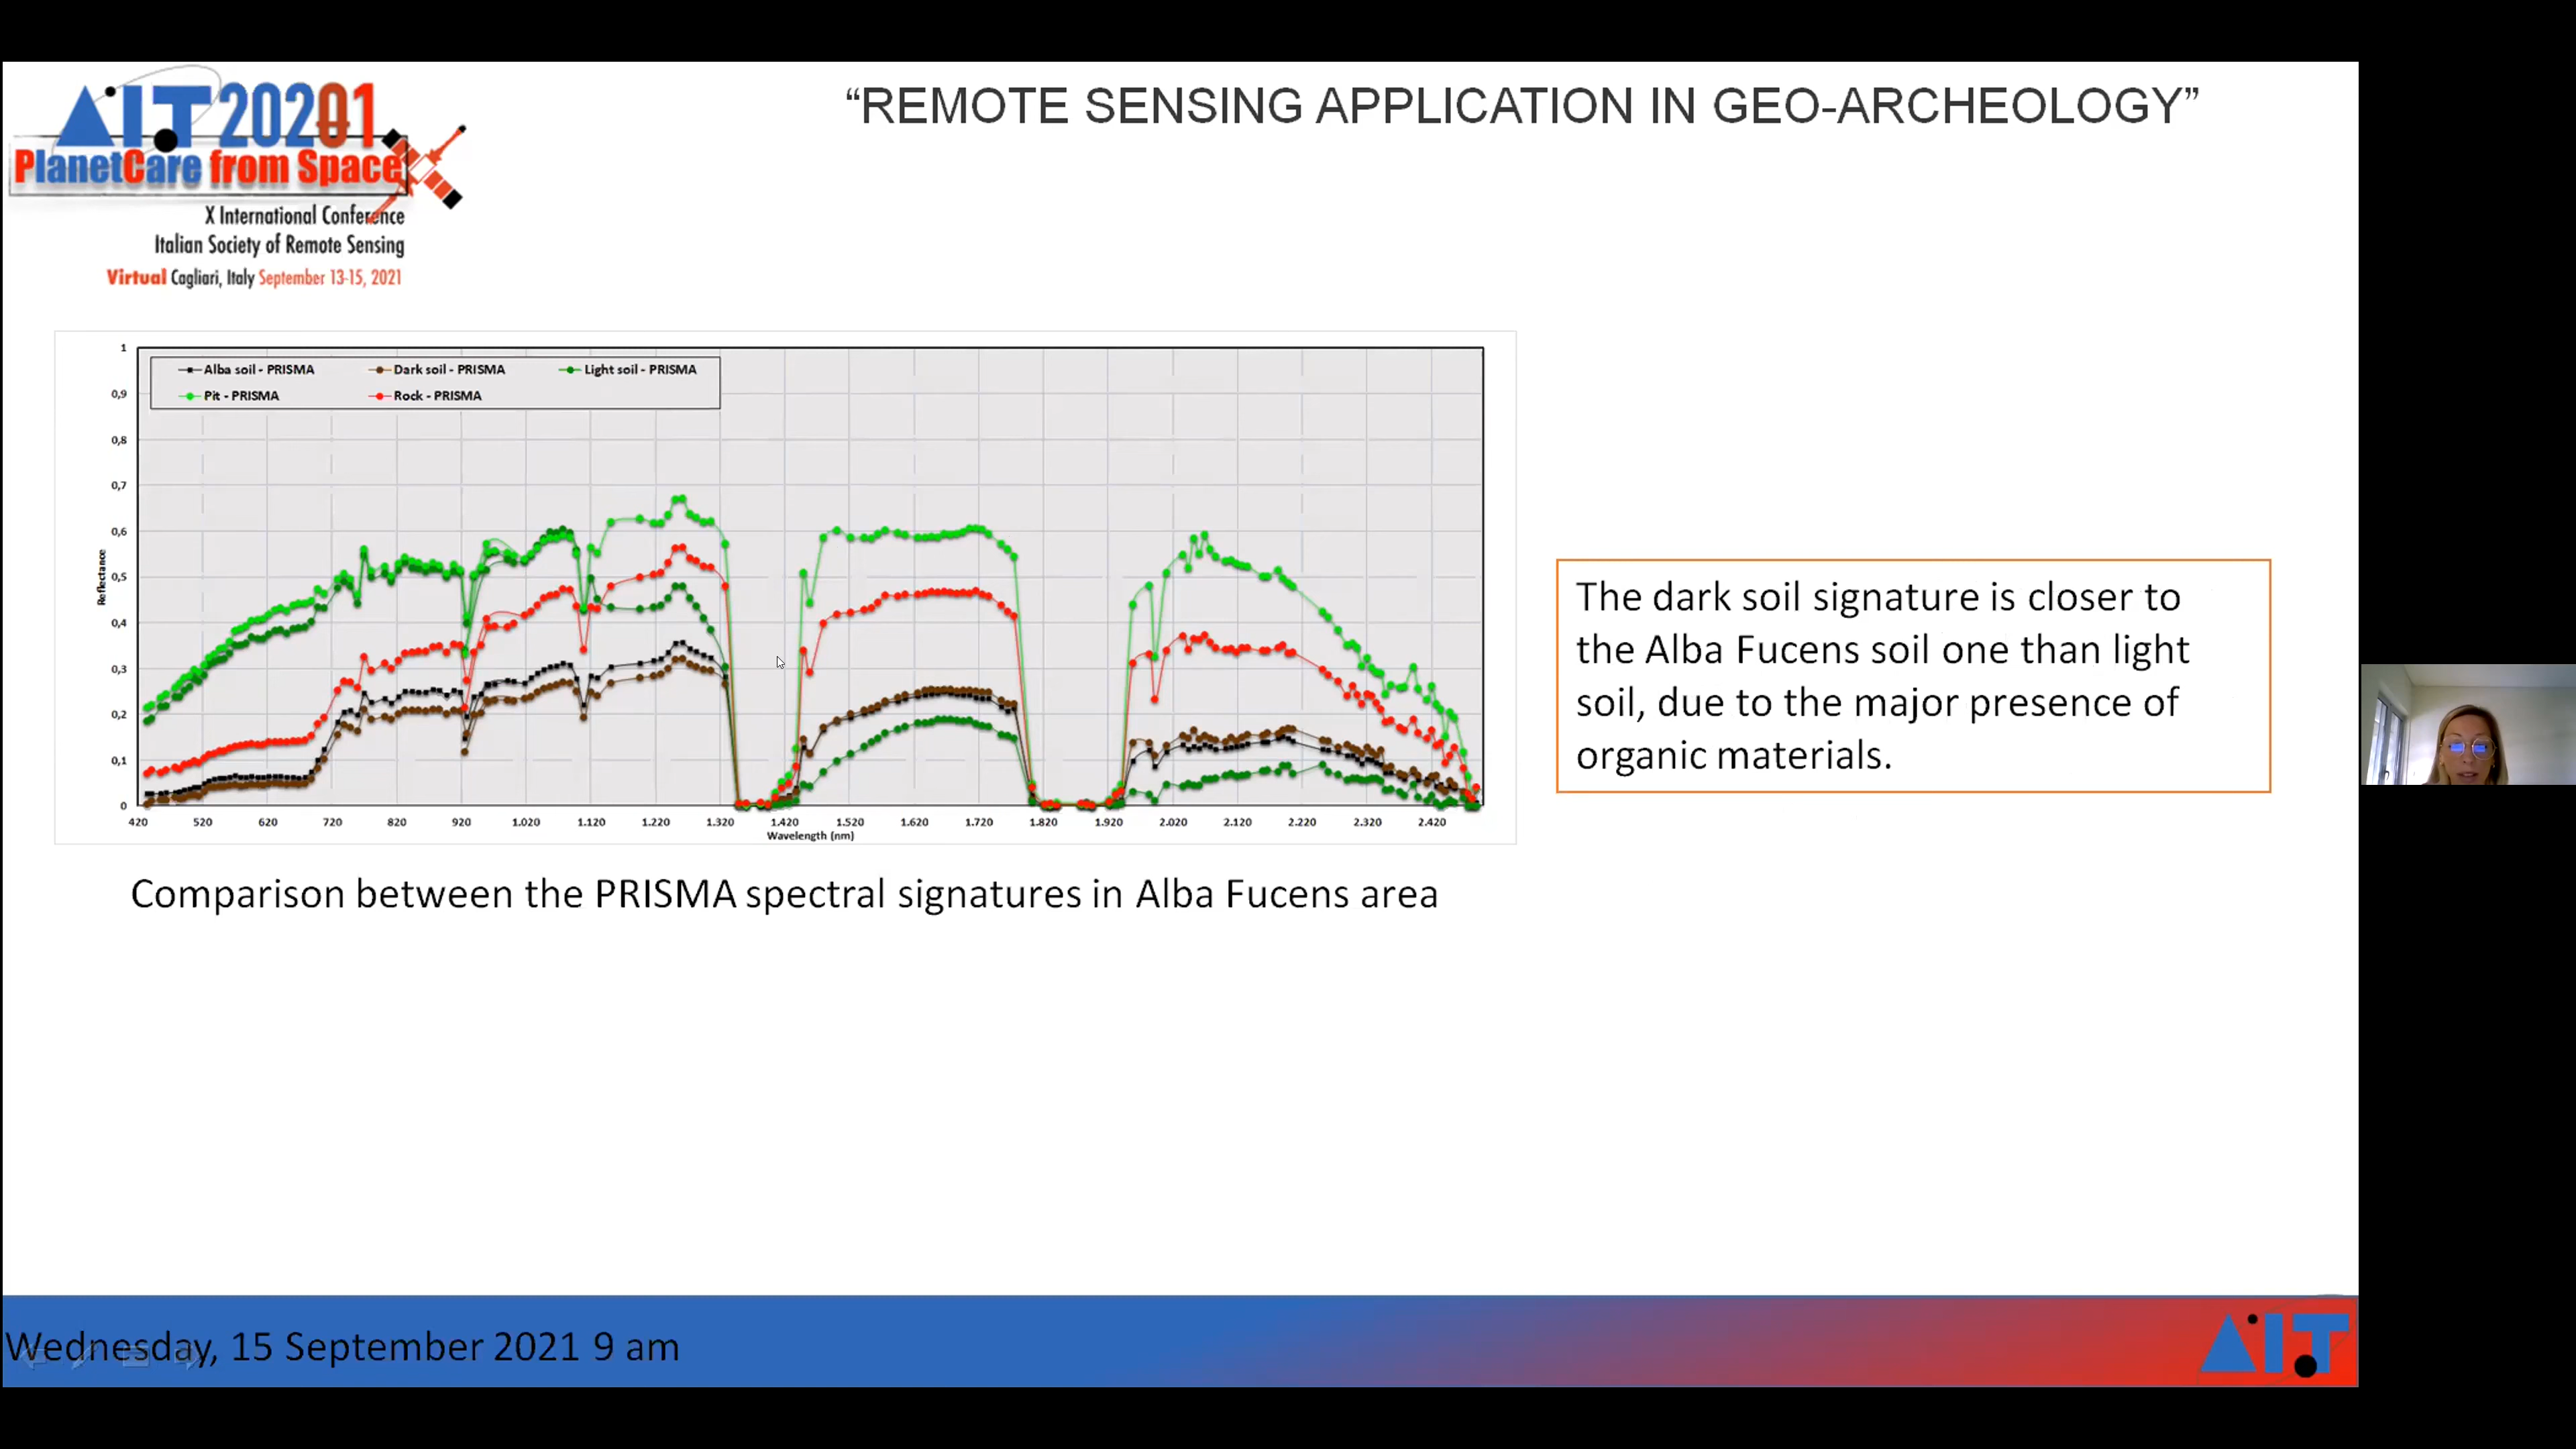 AIT 20201
PlanetCare from Space
X International Conference
Italian Society of Remote Sensing
Virtual Cagliari, Italy September 13-15, 2021
“REMOTE SENSING APPLICATION IN GEO-ARCHEOLOGY”
Alba soil - PRISMA Dark soil - PRISMA Light soil - PRISMA
Pit - PRISMA Rock - PRISMA
1
0,9
0,8
0,7
0,6
0,5
0,4
0,3
0,2
0,1
0
Reflectance
420 520 620 720 820 920 1.020 1.120 1.220 1.320 1.420 1.520 1.620 1.720 1.820 1.920 2.020 2.120 2.220 2.320 2.420
Wavelength (nm)
The dark soil signature is closer to
the Alba Fucens soil one than light
soil, due to the major presence of
organic materials.
Comparison between the PRISMA spectral signatures in Alba Fucens area
Wednesday, 15 September 2021 9 am
AIT